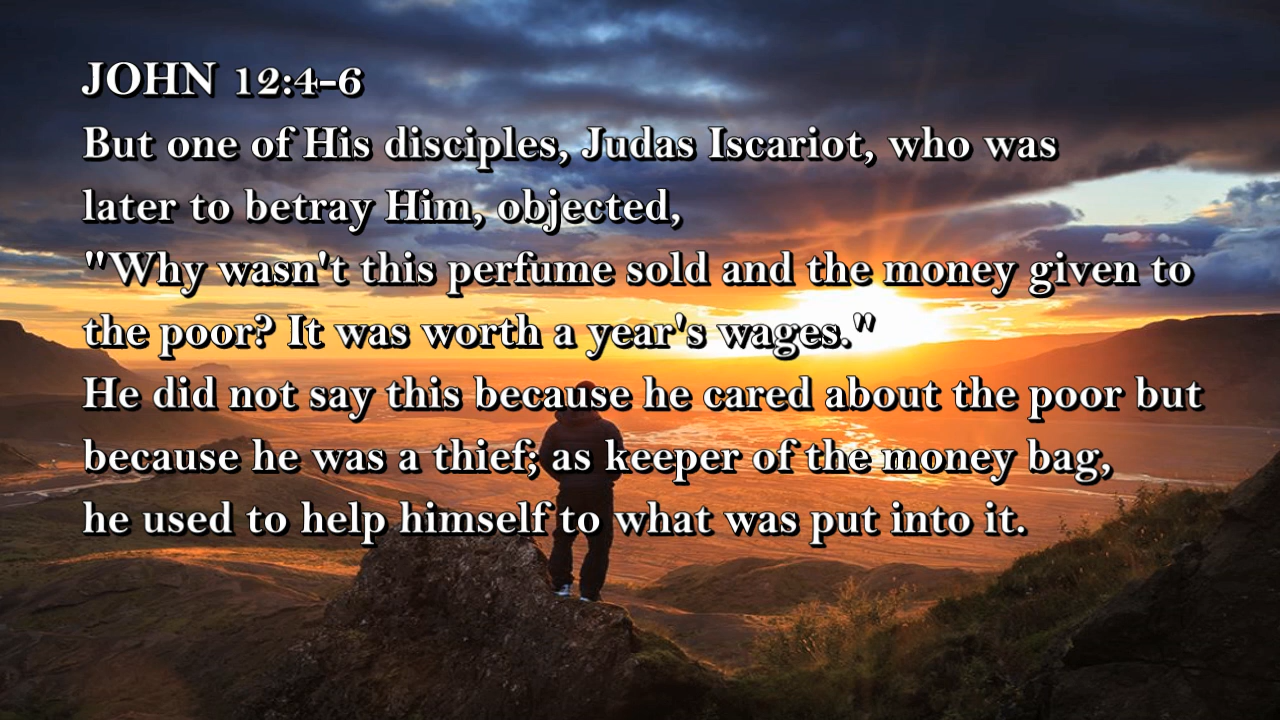 JOHN 12:4-6
But one of His disciples, Judas Iscariot, who was
later to betray Him, objected,
"Why wasn't this perfume sold and the money given to
the poor? It was worth a year's wages."
He did not say this because he cared about the poor but
because he was a thief; as keeper of the money bag,
he used to help himself to what was put into it.